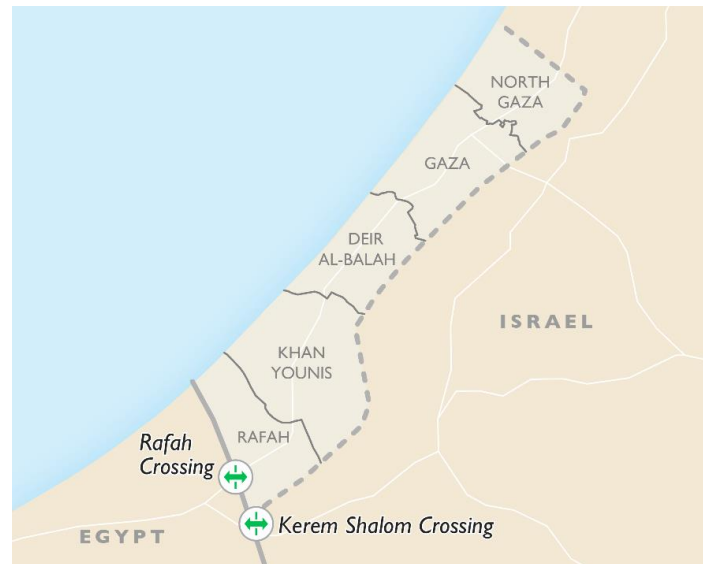 NORTH
GAZA
GAZA
DEIR
AL-BALAH
ISRAEL
KHAN
YOUNIS
RAFAH
Rafah
Crossing
Kerem Shalom Crossing
EGYPT